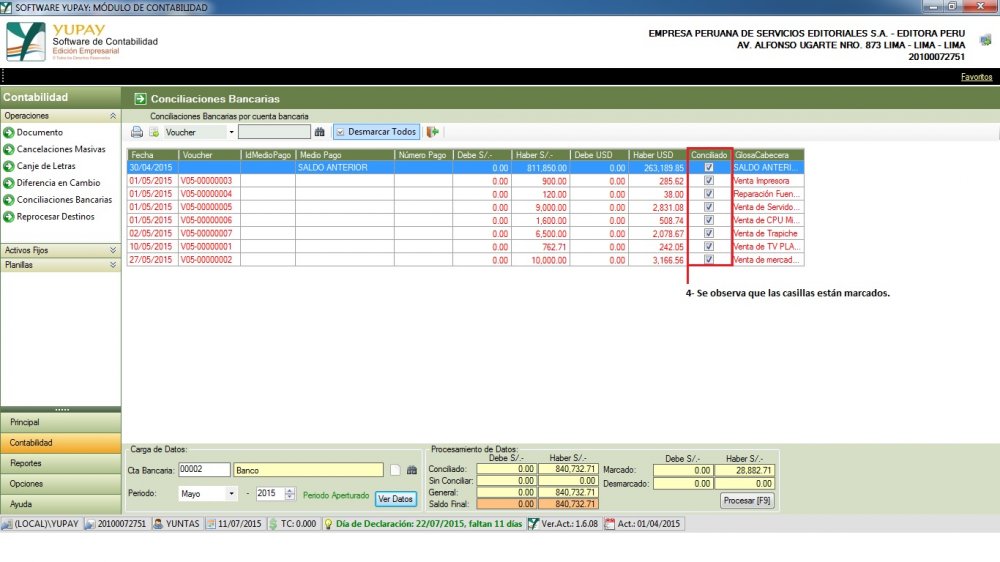 SOFTWARE YUPAY: MÓDULO DE CONTABILIDAD
YUPAY
Software de Contabilidad
Edición Empresarial
EMPRESA PERUANA DE SERVICIOS EDITORIALES S.A. - EDITORA PERU
AV. ALFONSO UGARTE NRO. 873 LIMA - LIMA - LIMA
20100072751
Favoritos
Contabilidad
Operaciones
Documento
Cancelaciones Masivas
Canje de Letras
Diferencia en Cambio
Conciliaciones Bancarias
Reprocesar Destinos
Activos Fijos
Planillas
Principal
Contabilidad
Reportes
Opciones
Ayuda
Conciliaciones Bancarias
Conciliaciones Bancarias por cuenta bancaria
Voucher Desmarcar Todos
Fecha Voucher IdMedioPago Medio Pago Número Pago Debe S/.- Haber S/.- Debe USD Haber USD Conciliado GlosaCabecera
30/04/2015 SALDO ANTERIOR 0.00 811,850.00 0.00 263,189.85 SALDO ANTERI...
01/05/2015 V05-00000003 0.00 900.00 0.00 285.62 Venta Impresora
01/05/2015 V05-00000004 0.00 120.00 0.00 38.00 Reparación Fuen...
01/05/2015 V05-00000005 0.00 9,000.00 0.00 2,831.08 Venta de Servido...
01/05/2015 V05-00000006 0.00 1,600.00 0.00 508.74 Venta de CPU Mi...
02/05/2015 V05-00000007 0.00 6,500.00 0.00 2,078.67 Venta de Trapiche
10/05/2015 V05-00000001 0.00 762.71 0.00 242.05 Venta de TV PLA...
27/05/2015 V05-00000002 0.00 10,000.00 0.00 3,166.56 Venta de mercad...
4- Se observa que las casillas están marcados.
Carga de Datos:
Cta Bancaria: 00002 Banco
Periodo: Mayo - 2015 Periodo Aperturado Ver Datos
Procesamiento de Datos:
Debe S/.- Haber S/.-
Conciliado: 0.00 840,732.71
Sin Conciliar: 0.00 0.00
General: 0.00 840,732.71
Saldo Final: 0.00 840,732.71
Debe S/.- Haber S/.-
Marcado: 0.00 28,882.71
Desmarcado: 0.00 0.00
Procesar [F9]
(LOCAL)\YUPAY 20100072751 YUNTAS 11/07/2015 TC: 0.000 Día de Declaración: 22/07/2015, faltan 11 días Ver.Act.: 1.6.08 Act.: 01/04/2015